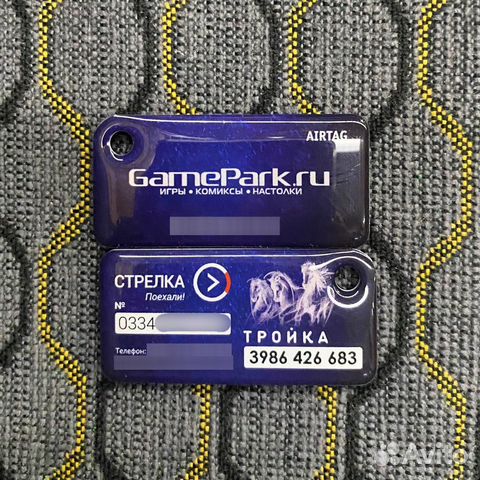 AIRTAG
GamePark.ru
ИГРЫ • КОМИКСЫ • НАСТОЛКИ
СТРЕЛКА
Поехали!
№
0334
ТРОЙКА
Телефон:
3986 426 683
Avito